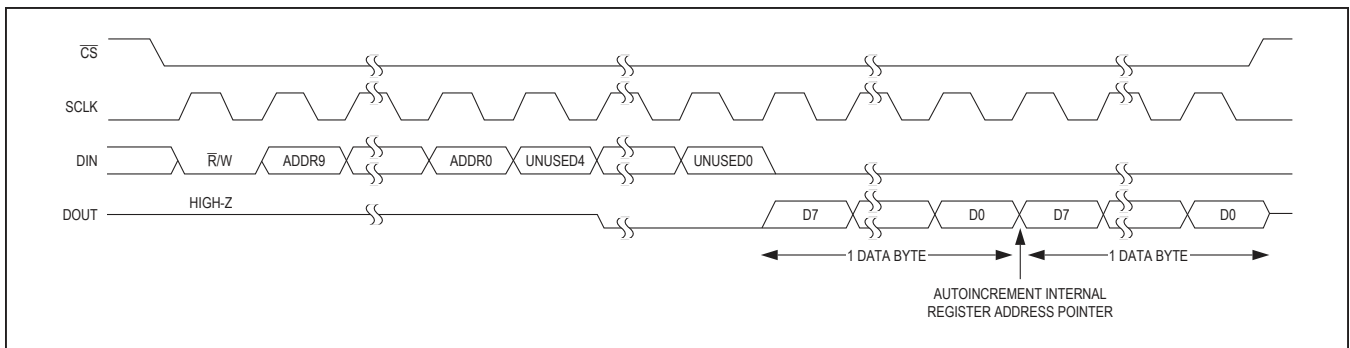 CS
SCLK
DIN R/W ADDR9 ADDR0 UNUSED4 UNUSED0
DOUT HIGH-Z D7 D0 D7 D0
1 DATA BYTE 1 DATA BYTE
AUTOINCREMENT INTERNAL
REGISTER ADDRESS POINTER